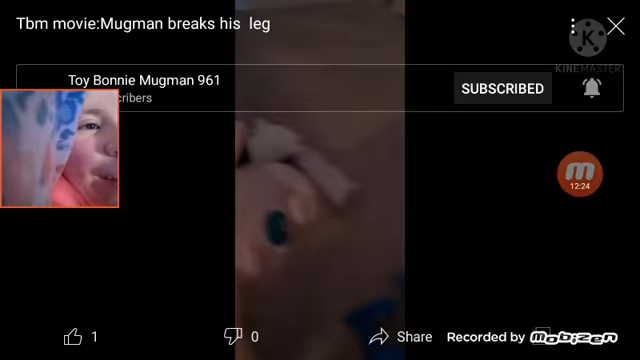 Tbm movie:Mugman breaks his leg
KINEMASTER
Toy Bonnie Mugman 961
cribers
SUBSCRIBED
12:24
1
0
Share
Recorded by
mobizen